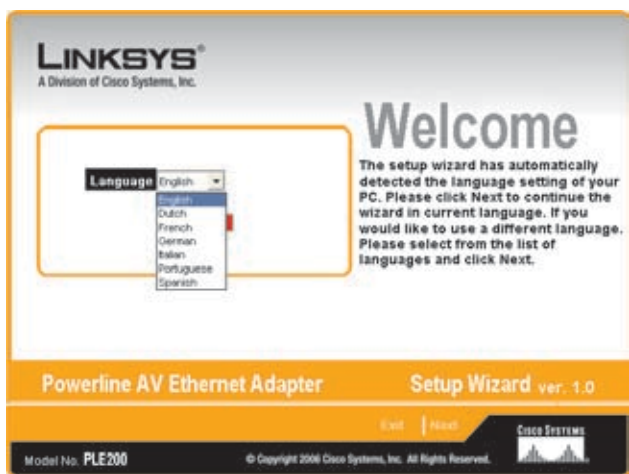 LINKSYS®
A Division of Cisco Systems, Inc.
Welcome
The setup wizard has automatically
detected the language setting of your
PC. Please click Next to continue the
wizard in current language. If you
would like to use a different language.
Please select from the list of
languages and click Next.
Language English
English
Dutch
French
German
Italian
Portuguese
Spanish
Powerline AV Ethernet Adapter
Setup Wizard ver. 1.0
Exit Next
CISCO SYSTEMS
Model No. PLE200
© Copyright 2006 Cisco Systems, Inc. All Rights Reserved.